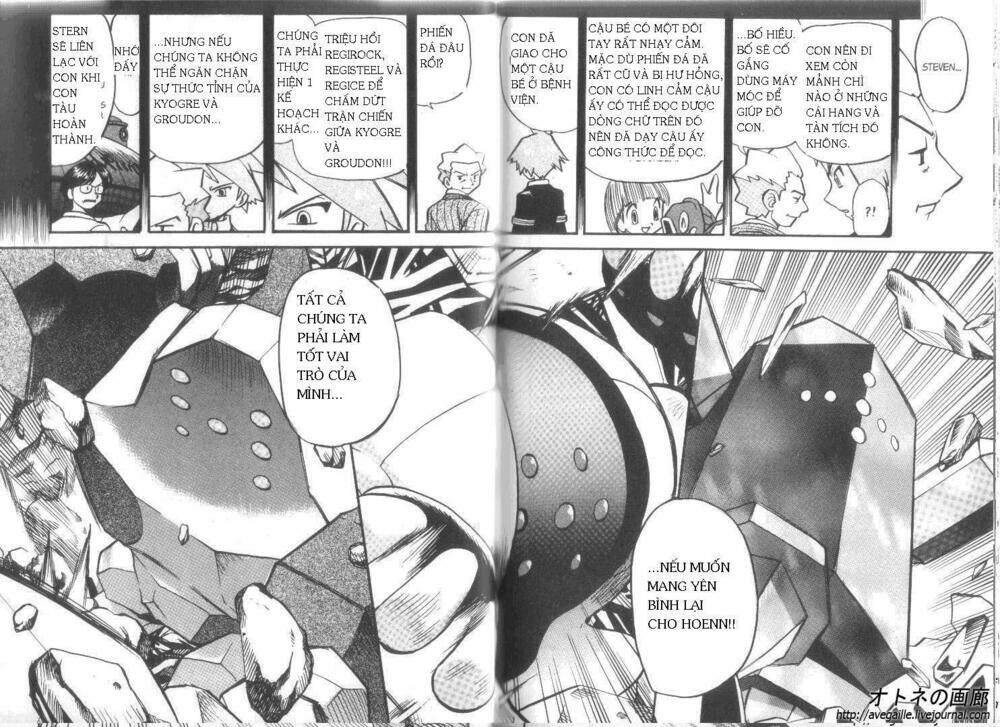 STEVEN...
...BỐ HIỂU.
BỐ SẼ CỐ
GẮNG
DÙNG MÁY
MÓC ĐỂ
GIÚP ĐỠ
CON.
CON NÊN ĐI
XEM CÒN
MẢNH CHÌ
NÀO Ở NHỮNG
CÁI HANG VÀ
TÀN TÍCH ĐÓ
KHÔNG.
?!
CẬU BÉ CÓ MỘT ĐÔI
TAY RẤT NHẠY CẢM.
MẶC DÙ PHIẾN ĐÁ ĐÃ
RẤT CŨ VÀ BỊ HƯ HỎNG,
CON CÓ LINH CẢM CẬU
ẤY CÓ THỂ ĐỌC ĐƯỢC
DÒNG CHỮ TRÊN ĐÓ
NÊN ĐÃ DẠY CẬU ẤY
CÔNG THỨC ĐỂ ĐỌC.
CON ĐÃ
GIAO CHO
MỘT CẬU
BÉ Ở BỆNH
VIỆN.
PHIẾN
ĐÁ ĐÂU
RỒI?
TRIỆU HỒI
REGIROCK,
REGISTEEL VÀ
REGICE ĐỂ
CHẤM DỨT
TRẬN CHIẾN
GIỮA KYOGRE
VÀ
GROUDON!!!
CHÚNG
TA PHẢI
THỰC
HIỆN 1
KẾ
HOẠCH
KHÁC...
...NHƯNG NẾU
CHÚNG TA KHÔNG
THỂ NGĂN CHẶN
SỰ THỨC TỈNH CỦA
KYOGRE VÀ
GROUDON...
NHỚ
ĐẤY
STERN
SẼ LIÊN
LẠC VỚI
CON KHI
CON
TÀU
HOÀN
THÀNH.
...NẾU MUỐN
MANG YÊN
BÌNH LẠI
CHO HOENN!!
TẤT CẢ
CHÚNG TA
PHẢI LÀM
TỐT VAI
TRÒ CỦA
MÌNH...
オトネの画廊
http://avegaille.livejournal.com